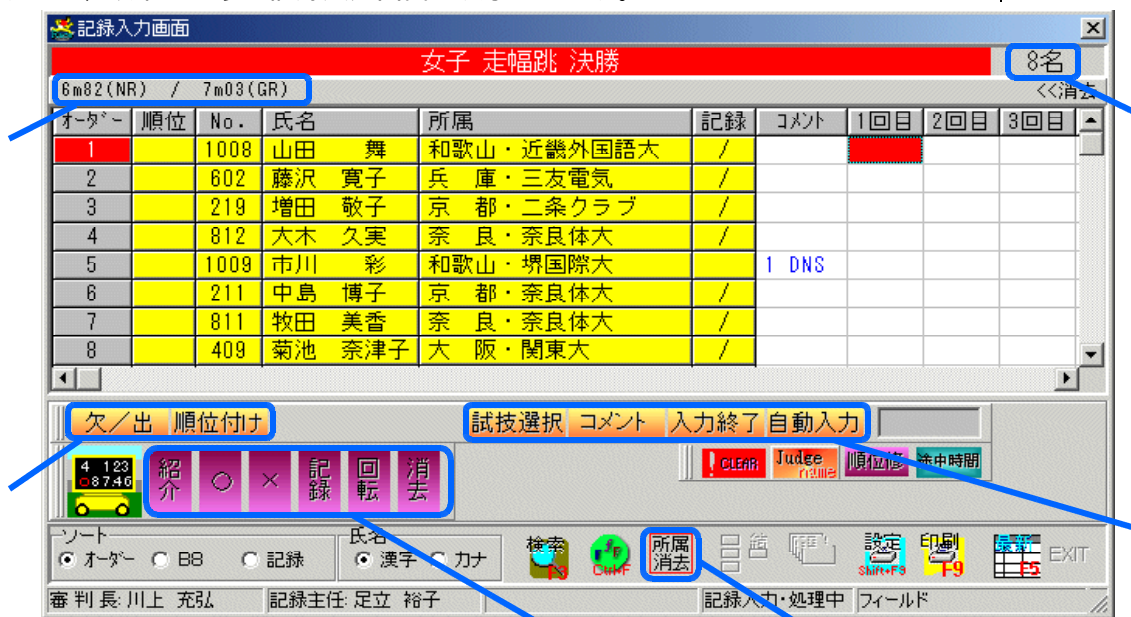 記録入力画面
女子 走幅跳 決勝 8名
6m82(NR) / 7m03(GR) <<消去
オーダー 順位 No. 氏名 所属 記録 コメント 1回目 2回目 3回目
1 1008 山田 舞 和歌山・近畿外国語大 /
2 602 藤沢 寛子 兵 庫・三友電気 /
3 219 増田 敬子 京 都・二条クラブ /
4 812 大木 久実 奈 良・奈良体大 /
5 1009 市川 彩 和歌山・堺国際大 1 DNS
6 211 中島 博子 京 都・奈良体大 /
7 811 牧田 美香 奈 良・奈良体大 /
8 409 菊池 奈津子 大 阪・関東大 /
欠/出 順位付け 試技選択 コメント 入力終了 自動入力
4 123
08746
紹介 ○ × 記録 回転 消去 !CLEAR Judge name 順位修 途中時間
ソート 氏名
オーダー B8 記録 漢字 カナ 検索 F3 Ctrl+F 所属消去 設定 Shift+F9 印刷 F9 最新 F5 EXIT
審判長:川上 充弘 記録主任:足立 裕子 記録入力・処理中 フィールド